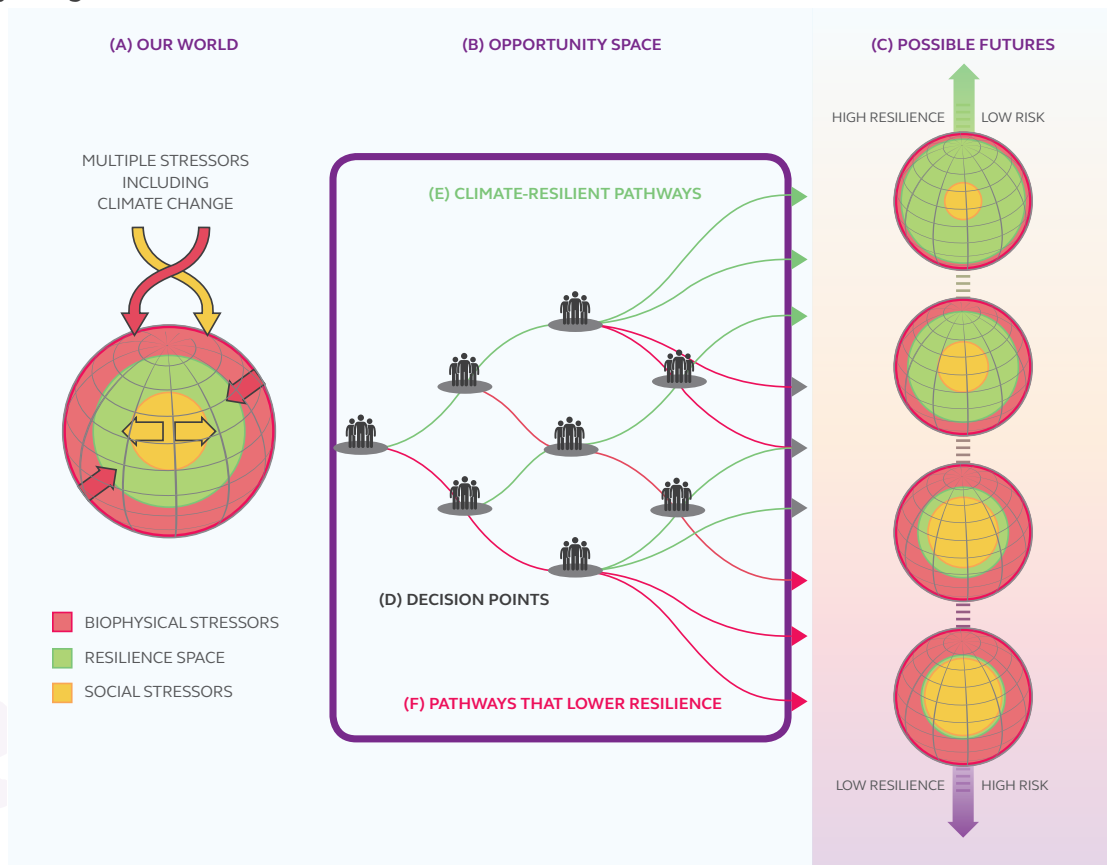 (A) OUR WORLD
(B) OPPORTUNITY SPACE
(C) POSSIBLE FUTURES
HIGH RESILIENCE
LOW RISK
MULTIPLE STRESSORS
INCLUDING
CLIMATE CHANGE
(E) CLIMATE-RESILIENT PATHWAYS
(D) DECISION POINTS
BIOPHYSICAL STRESSORS
RESILIENCE SPACE
SOCIAL STRESSORS
(F) PATHWAYS THAT LOWER RESILIENCE
LOW RESILIENCE
HIGH RISK